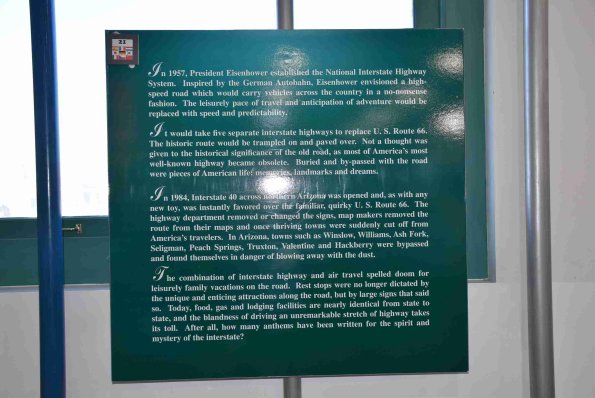 21
In 1957, President Eisenhower established the National Interstate Highway
System. Inspired by the German Autobahn, Eisenhower envisioned a high-
speed road which would carry vehicles across the country in a no-nonsense
fashion. The leisurely pace of travel and anticipation of adventure would be
replaced with speed and predictability.
It would take five separate interstate highways to replace U. S. Route 66.
The historic route would be trampled on and paved over. Not a thought was
given to the historical significance of the old road, as most of America's most
well-known highway became obsolete. Buried and by-passed with the road
were pieces of American life: memories, landmarks and dreams.
In 1984, Interstate 40 across northern Arizona was opened and, as with any
new toy, was instantly favored over the familiar, quirky U. S. Route 66. The
highway department removed or changed the signs, map makers removed the
route from their maps and once thriving towns were suddenly cut off from
America's travelers. In Arizona, towns such as Winslow, Williams, Ash Fork,
Seligman, Peach Springs, Truxton, Valentine and Hackberry were bypassed
and found themselves in danger of blowing away with the dust.
The combination of interstate highway and air travel spelled doom for
leisurely family vacations on the road. Rest stops were no longer dictated by
the unique and enticing attractions along the road, but by large signs that said
so. Today, food, gas and lodging facilities are nearly identical from state to
state, and the blandness of driving an unremarkable stretch of highway takes
its toll. After all, how many anthems have been written for the spirit and
mystery of the interstate?